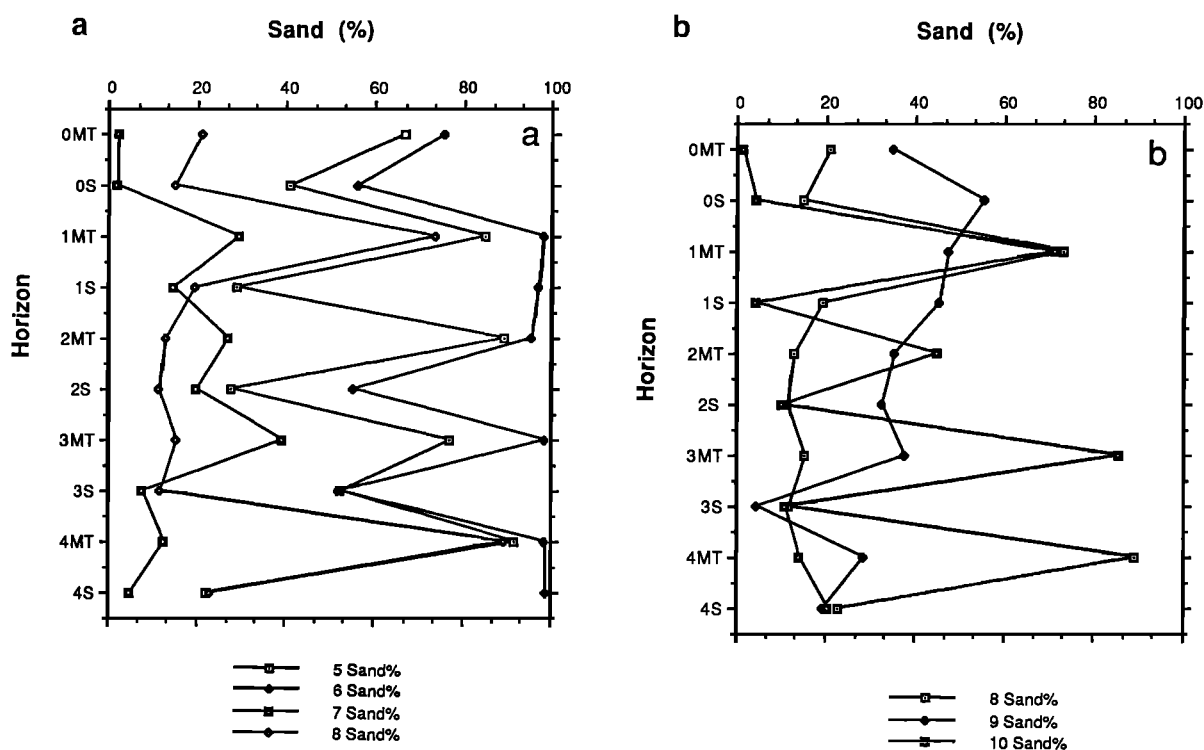 a
Sand (%)
0 20 40 60 80 100
a
0MT
0S
1MT
1S
2MT
2S
3MT
3S
4MT
4S
Horizon
5 Sand%
6 Sand%
7 Sand%
8 Sand%
b
Sand (%)
0 20 40 60 80 100
b
0MT
0S
1MT
1S
2MT
2S
3MT
3S
4MT
4S
Horizon
8 Sand%
9 Sand%
10 Sand%